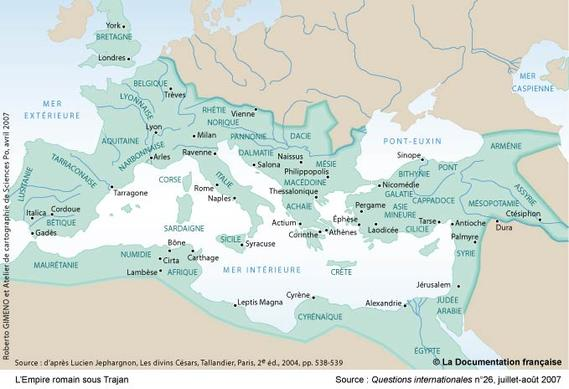 York
BRETAGNE
Londres
BELGIQUE
Trèves
LYONNAISE
MER
EXTÉRIEURE
MER
CASPIENNE
RHÉTIE
Vienne
NORIQUE
Lyon
Milan
PANNONIE
DACIE
PONT-EUXIN
AQUITAINE
NARBONNAISE
Arles
Ravenne
DALMATIE
Salona
Naissus
MÉSIE
Sinope
ARMÉNIE
LUSITANIE
TARRACONAISE
CORSE
ITALIE
Philippopolis
MACEDOINE
BITHYNIE
PONT
Tarragone
Rome
Naples
Thessalonique
Nicomédie
GALATIE
CAPPADOCE
ASSYRIE
MÉSOPOTAMIE
Italica
Cordoue
BÉTIQUE
Gadès
SARDAIGNE
ACHAIE
Actium
Pergame
Éphèse
ASIE
MINEURE
Ctésiphon
Corinthe
Athènes
Laodicée
Tarse
CILICIE
Antioche
Dura
SICILE
Syracuse
Palmyre
SYRIE
MAURÉTANIE
NUMIDIE
Bône
Cirta
Carthage
Lambèse
AFRIQUE
MER INTÉRIEURE
CRÈTE
Leptis Magna
Cyrène
CYRÉNAÏQUE
Alexandrie
Jérusalem
JUDÉE
ARABIE
ÉGYPTE
Roberto GIMENO et Atelier de cartographie de Sciences Po, avril 2007
Source : d'après Lucien Jephargnon, Les divins Césars, Tallandier, Paris, 2e éd., 2004, pp. 538-539
© La Documentation française
L'Empire romain sous Trajan
Source : Questions internationales n°26, juillet-août 2007